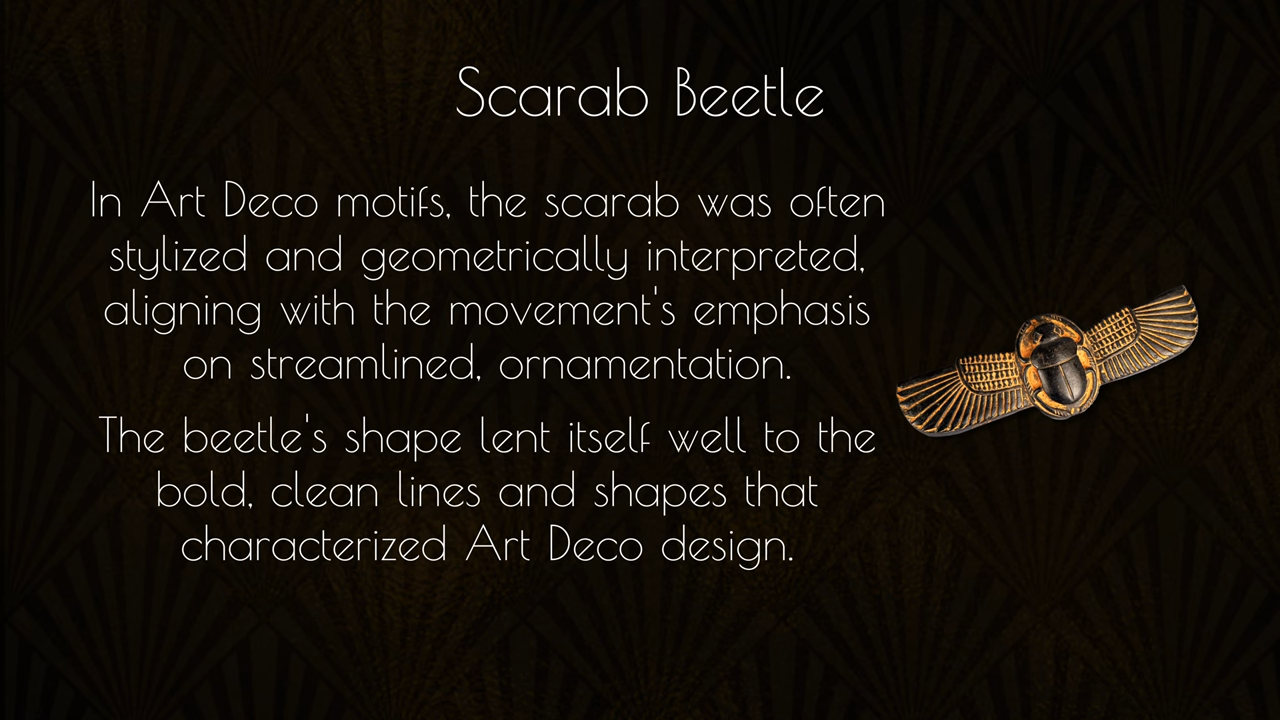 Scarab Beetle
In Art Deco motifs, the scarab was often
stylized and geometrically interpreted,
aligning with the movement's emphasis
on streamlined, ornamentation.
The beetle's shape lent itself well to the
bold, clean lines and shapes that
characterized Art Deco design.